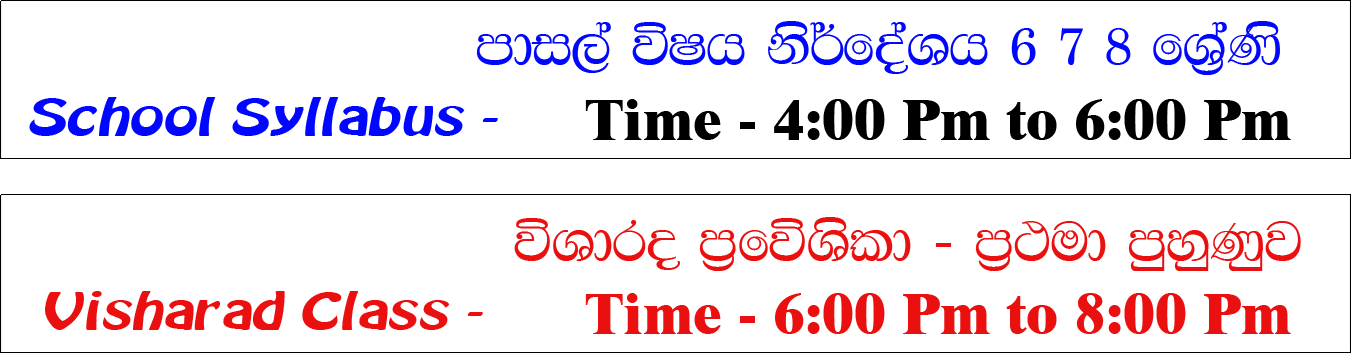 පාසල් විෂය නිර්දේශය 6 7 8 ශ්‍රේණි
School Syllabus - Time - 4:00 Pm to 6:00 Pm
විශාරද ප්‍රවේශිකා - ප්‍රථමා පුහුණුව
Visharad Class - Time - 6:00 Pm to 8:00 Pm